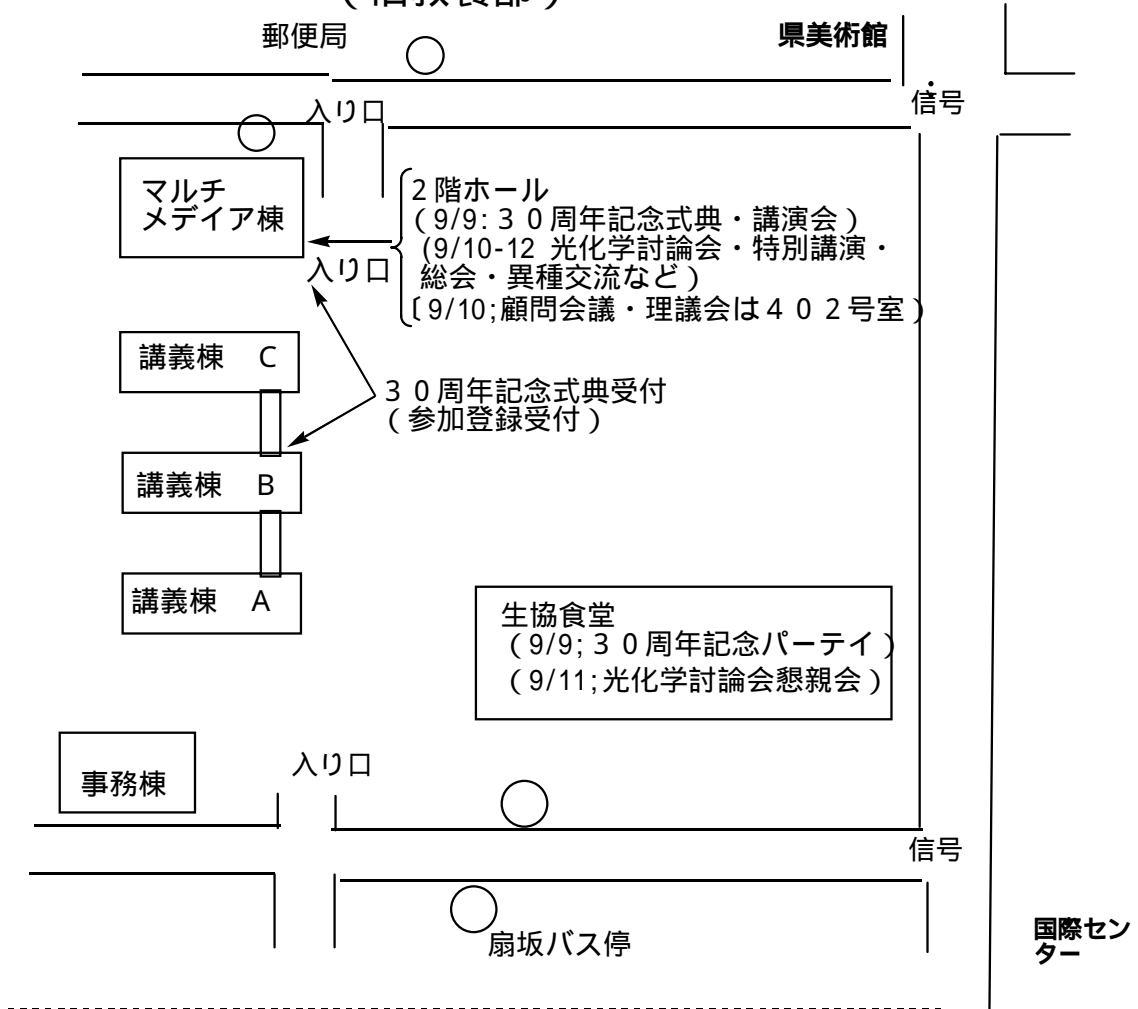 (旧教養部)
郵便局
県美術館
信号
入り口
マルチ
メデイア棟
2階ホール
(9/9:30周年記念式典・講演会)
(9/10-12 光化学討論会・特別講演・
総会・異種交流など)
〔9/10;顧問会議・理議会は402号室)
入り口
講義棟 C
30周年記念式典受付
(参加登録受付)
講義棟 B
講義棟 A
生協食堂
(9/9;30周年記念パーテイ)
(9/11;光化学討論会懇親会)
入り口
事務棟
信号
扇坂バス停
国際セン
ター